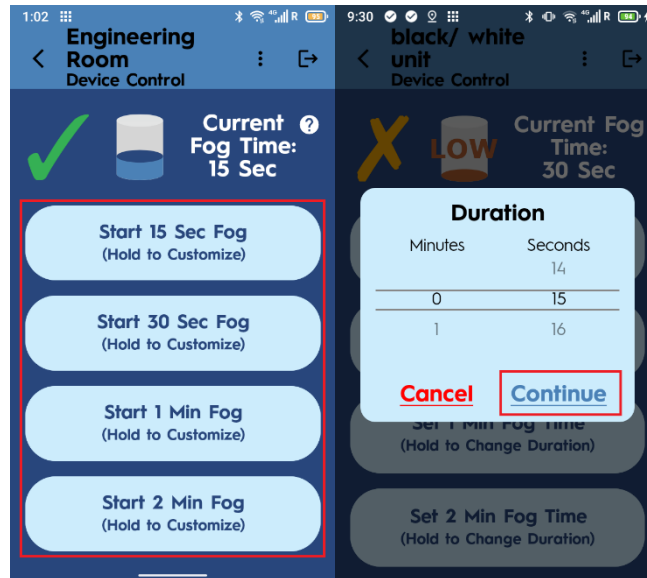 1:02
4G R 95
Engineering
Room
Device Control
Current
Fog Time:
15 Sec
?
Start 15 Sec Fog
(Hold to Customize)
Start 30 Sec Fog
(Hold to Customize)
Start 1 Min Fog
(Hold to Customize)
Start 2 Min Fog
(Hold to Customize)
9:30
4G R 94
black/ white
unit
Device Control
LOW
Current Fog
Time:
30 Sec
Duration
Minutes Seconds
14
0 15
1 16
Cancel Continue
Set 1 Min Fog Time
(Hold to Change Duration)
Set 2 Min Fog Time
(Hold to Change Duration)